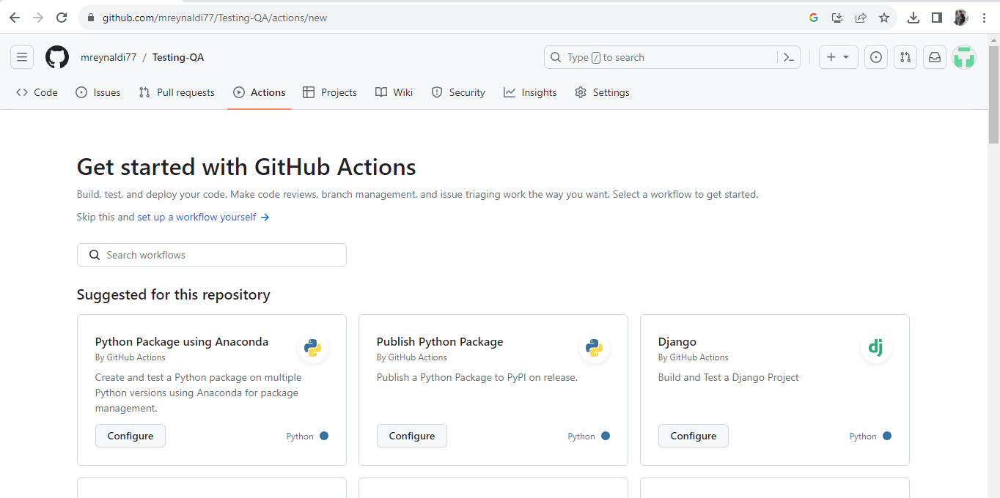 github.com/mreynaldi77/Testing-QA/actions/new
mreynaldi77 / Testing-QA
Type / to search
Code Issues Pull requests Actions Projects Wiki Security Insights Settings
Get started with GitHub Actions
Build, test, and deploy your code. Make code reviews, branch management, and issue triaging work the way you want. Select a workflow to get started.
Skip this and set up a workflow yourself →
Search workflows
Suggested for this repository
Python Package using Anaconda
By GitHub Actions
Create and test a Python package on multiple
Python versions using Anaconda for package
management.
Configure Python
Publish Python Package
By GitHub Actions
Publish a Python Package to PyPI on release.
Configure Python
Django
dj
By GitHub Actions
Build and Test a Django Project
Configure Python